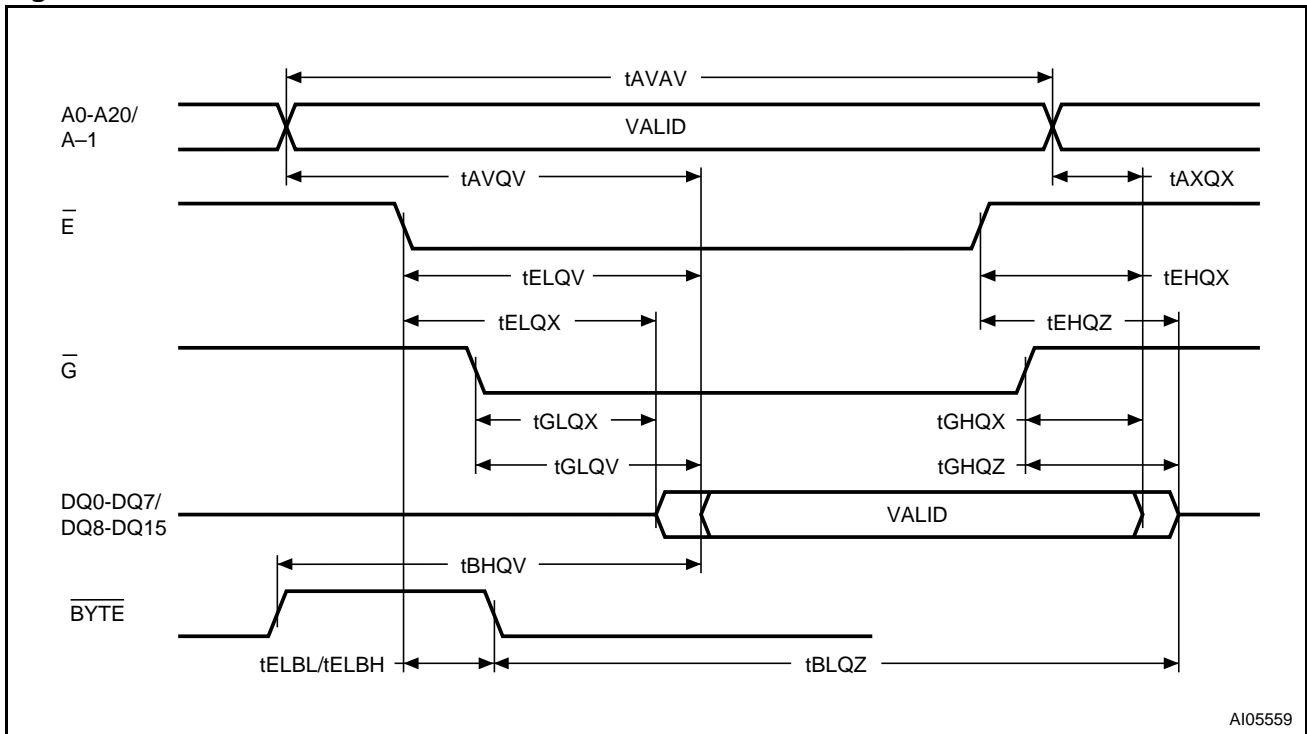 tAVAV
A0-A20/
A–1
VALID
tAVQV
tAXQX
E
tELQV
tEHQX
tELQX
tEHQZ
G
tGLQX
tGHQX
tGLQV
tGHQZ
DQ0-DQ7/
DQ8-DQ15
VALID
tBHQV
BYTE
tELBL/tELBH
tBLQZ
AI05559